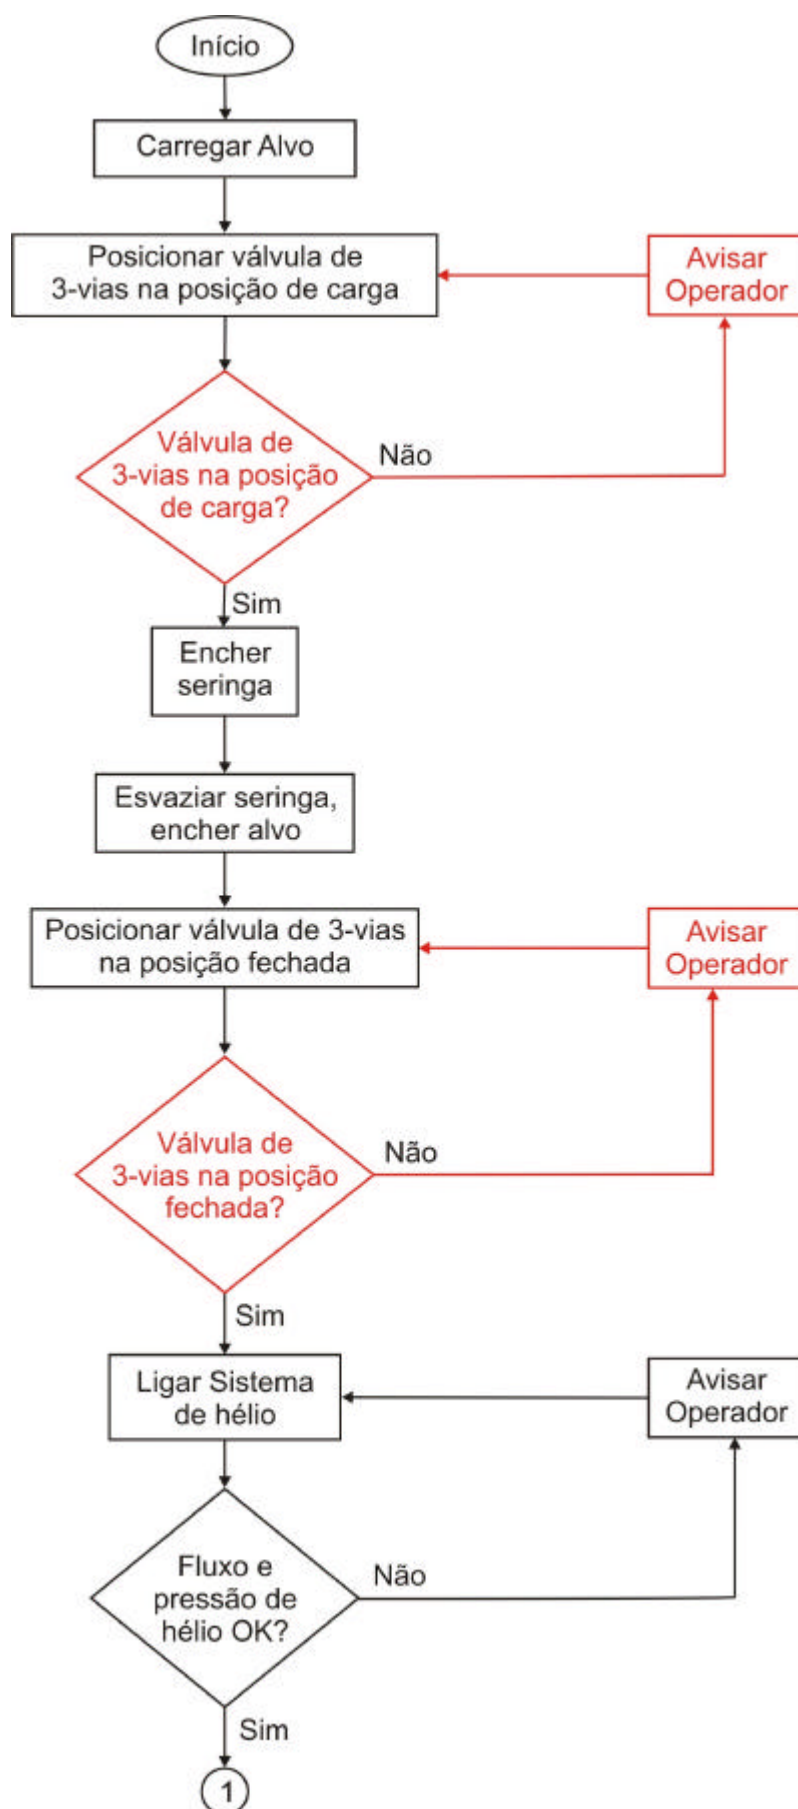 Início
Carregar Alvo
Posicionar válvula de
3-vias na posição de carga
Avisar
Operador
Válvula de
3-vias na posição
de carga?
Não
Sim
Encher
seringa
Esvaziar seringa,
encher alvo
Posicionar válvula de 3-vias
na posição fechada
Avisar
Operador
Válvula de
3-vias na posição
fechada?
Não
Sim
Ligar Sistema
de hélio
Avisar
Operador
Fluxo e
pressão de
hélio OK?
Não
Sim
1